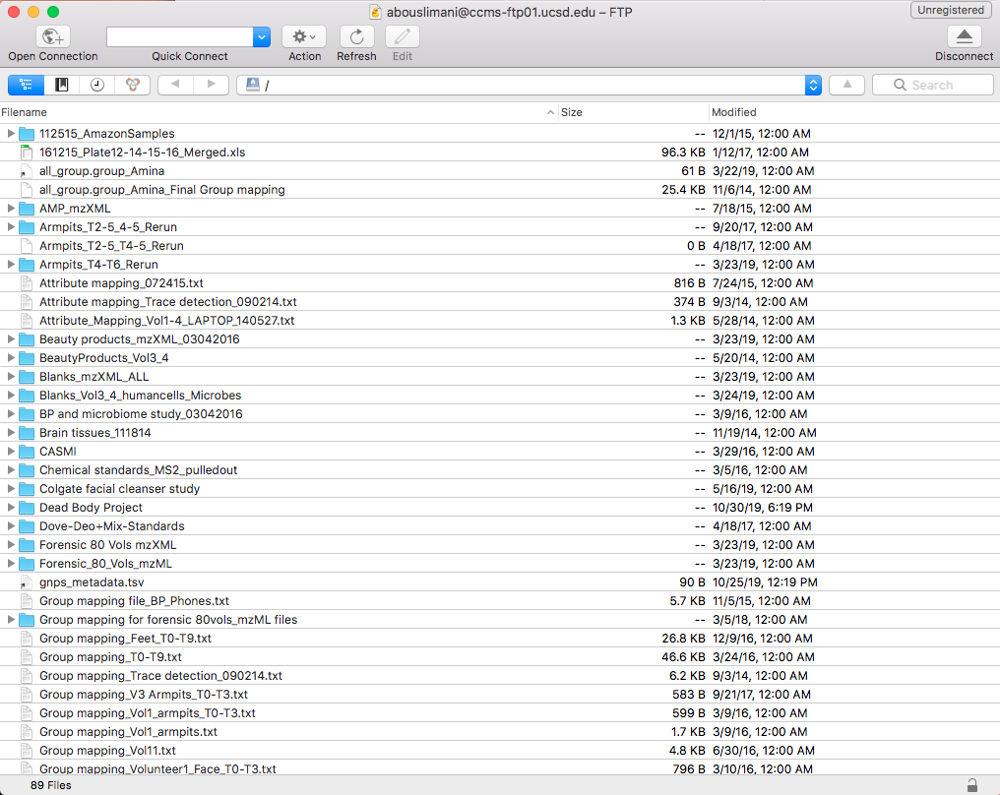 abouslimani@ccms-ftp01.ucsd.edu – FTP
Unregistered
Open Connection
Quick Connect
Action
Refresh
Edit
Disconnect
/
Search
Filename Size Modified
112515_AmazonSamples -- 12/1/15, 12:00 AM
161215_Plate12-14-15-16_Merged.xls 96.3 KB 1/12/17, 12:00 AM
all_group.group_Amina 61 B 3/22/19, 12:00 AM
all_group.group_Amina_Final Group mapping 25.4 KB 11/6/14, 12:00 AM
AMP_mzXML -- 7/18/15, 12:00 AM
Armpits_T2-5_4-5_Rerun -- 9/20/17, 12:00 AM
Armpits_T2-5_T4-5_Rerun 0 B 4/18/17, 12:00 AM
Armpits_T4-T6_Rerun -- 3/23/19, 12:00 AM
Attribute mapping_072415.txt 816 B 7/24/15, 12:00 AM
Attribute mapping_Trace detection_090214.txt 374 B 9/3/14, 12:00 AM
Attribute_Mapping_Vol1-4_LAPTOP_140527.txt 1.3 KB 5/28/14, 12:00 AM
Beauty products_mzXML_03042016 -- 3/23/19, 12:00 AM
BeautyProducts_Vol3_4 -- 5/20/14, 12:00 AM
Blanks_mzXML_ALL -- 3/23/19, 12:00 AM
Blanks_Vol3_4_humancells_Microbes -- 3/24/19, 12:00 AM
BP and microbiome study_03042016 -- 3/9/16, 12:00 AM
Brain tissues_111814 -- 11/19/14, 12:00 AM
CASMI -- 3/29/16, 12:00 AM
Chemical standards_MS2_pulledout -- 3/5/16, 12:00 AM
Colgate facial cleanser study -- 5/16/19, 12:00 AM
Dead Body Project -- 10/30/19, 6:19 PM
Dove-Deo+Mix-Standards -- 4/18/17, 12:00 AM
Forensic 80 Vols mzXML -- 3/23/19, 12:00 AM
Forensic_80_Vols_mzML -- 3/23/19, 12:00 AM
gnps_metadata.tsv 90 B 10/25/19, 12:19 PM
Group mapping file_BP_Phones.txt 5.7 KB 11/5/15, 12:00 AM
Group mapping for forensic 80vols_mzML files -- 3/5/18, 12:00 AM
Group mapping_Feet_T0-T9.txt 26.8 KB 12/9/16, 12:00 AM
Group mapping_T0-T9.txt 46.6 KB 3/24/16, 12:00 AM
Group mapping_Trace detection_090214.txt 6.2 KB 9/3/14, 12:00 AM
Group mapping_V3 Armpits_T0-T3.txt 583 B 9/21/17, 12:00 AM
Group mapping_Vol1_armpits_T0-T3.txt 599 B 3/9/16, 12:00 AM
Group mapping_Vol1_armpits.txt 1.7 KB 3/9/16, 12:00 AM
Group mapping_Vol11.txt 4.8 KB 6/30/16, 12:00 AM
Group mapping_Volunteer1_Face_T0-T3.txt 796 B 3/10/16, 12:00 AM
89 Files